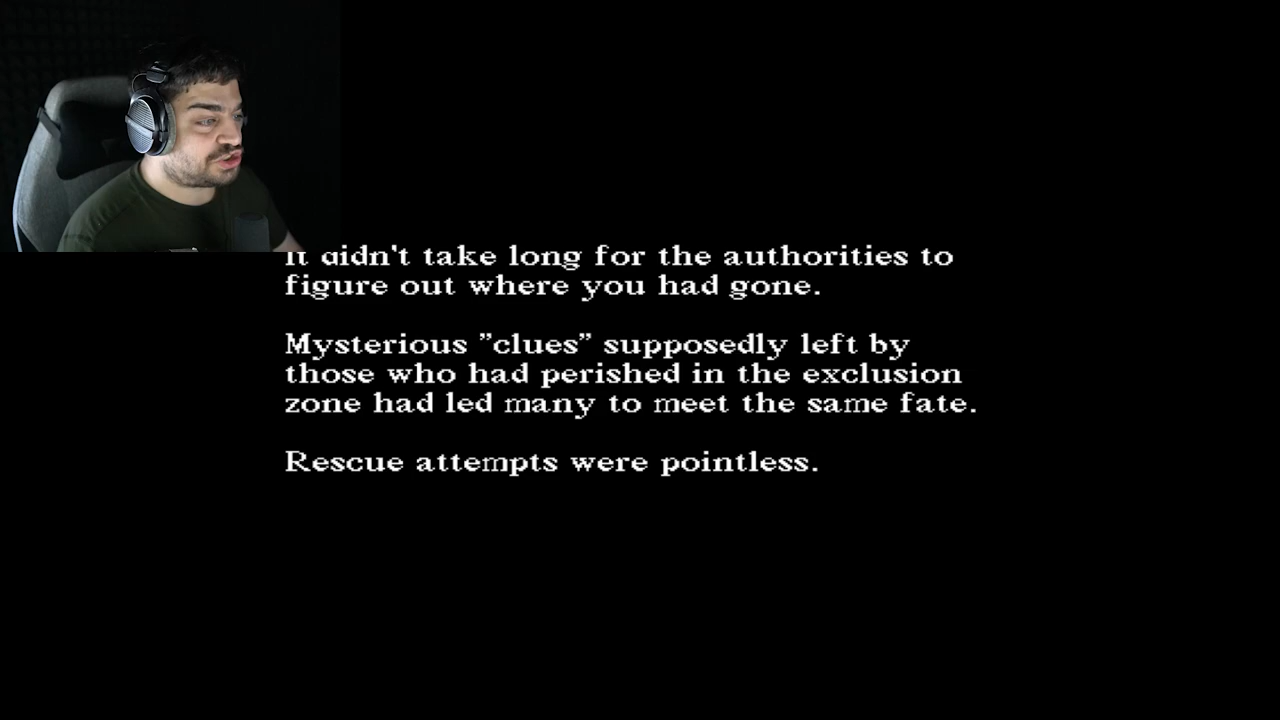 It didn't take long for the authorities to
figure out where you had gone.
Mysterious "clues" supposedly left by
those who had perished in the exclusion
zone had led many to meet the same fate.
Rescue attempts were pointless.